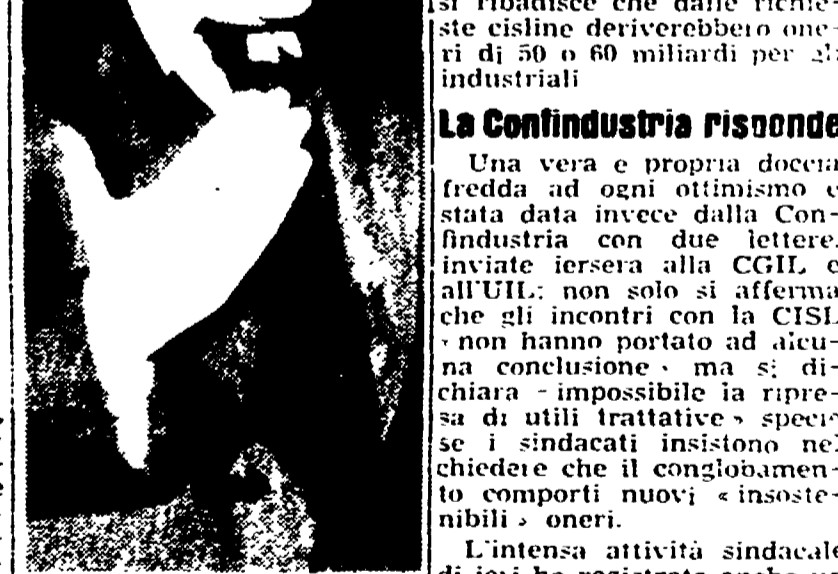 si ribadisce che dalle richie-
ste cisline deriverebbero one-
ri di 50 o 60 miliardi per gli
industriali
La Confindustria risponde
Una vera e propria doccia
fredda ad ogni ottimismo è
stata data invece dalla Con-
findustria con due lettere,
inviate iersera alla CGIL e
all'UIL: non solo si afferma
che gli incontri con la CISL
« non hanno portato ad alcu-
na conclusione » ma si di-
chiara « impossibile la ripre-
sa di utili trattative » specie
se i sindacati insistono nel
chiedere che il conglobamen-
to comporti nuovi « insoste-
nibili » oneri.
L'intensa attività sindacale